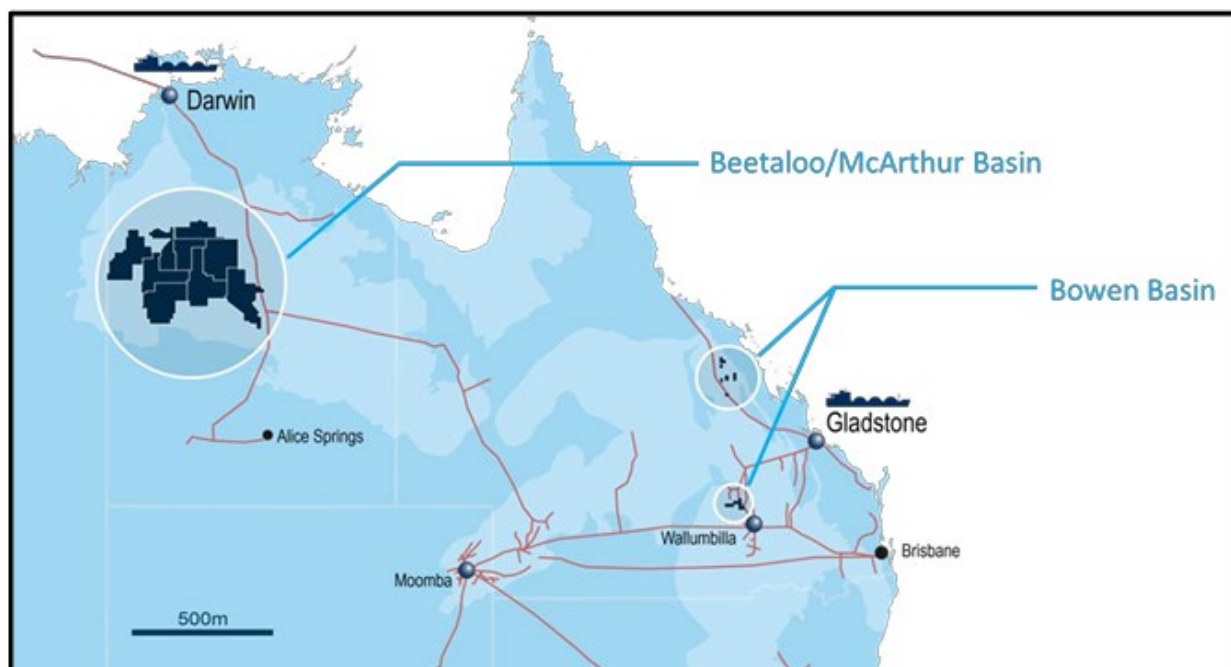 Darwin
Beetaloo/McArthur Basin
Bowen Basin
Gladstone
Alice Springs
Wallumbilla
Brisbane
Moomba
500m